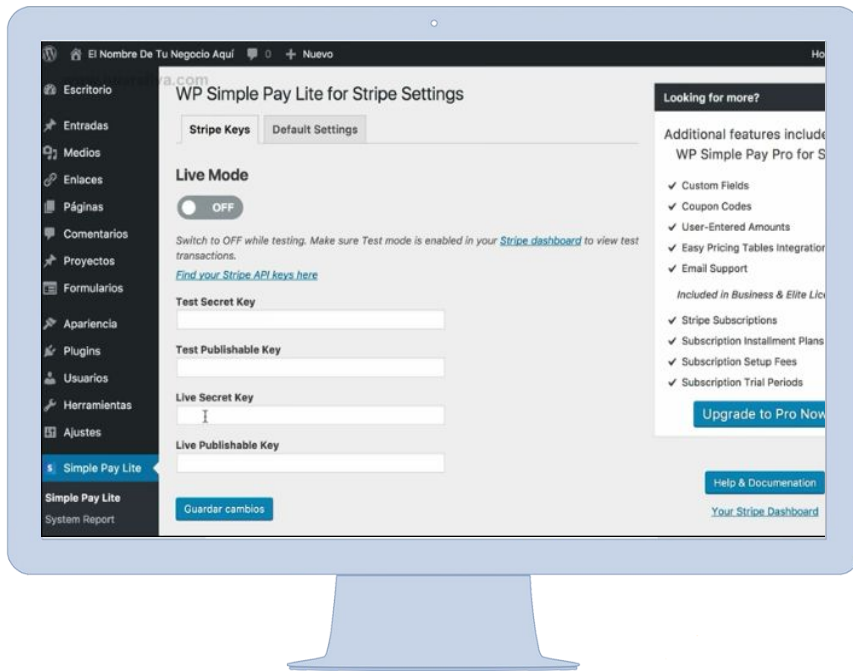 El Nombre De Tu Negocio Aquí 0 + Nuevo Ho
Escritorio
Entradas
Medios
Enlaces
Páginas
Comentarios
Proyectos
Formularios
Apariencia
Plugins
Usuarios
Herramientas
Ajustes
Simple Pay Lite
Simple Pay Lite
System Report
WP Simple Pay Lite for Stripe Settings
Stripe Keys Default Settings
Live Mode
OFF
Switch to OFF while testing. Make sure Test mode is enabled in your Stripe dashboard to view test
transactions.
Find your Stripe API keys here
Test Secret Key
Test Publishable Key
Live Secret Key
Live Publishable Key
Guardar cambios
Looking for more?
Additional features include
WP Simple Pay Pro for S
✓ Custom Fields
✓ Coupon Codes
✓ User-Entered Amounts
✓ Easy Pricing Tables Integration
✓ Email Support
Included in Business & Elite Lice
✓ Stripe Subscriptions
✓ Subscription Installment Plans
✓ Subscription Setup Fees
✓ Subscription Trial Periods
Upgrade to Pro Now
Help & Documenation
Your Stripe Dashboard